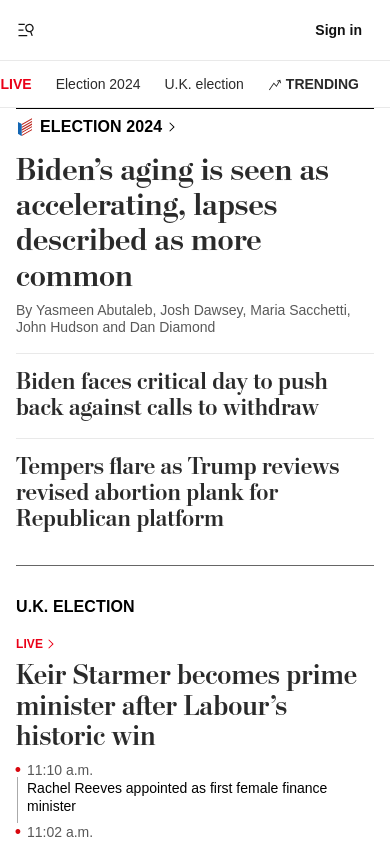 Sign in
LIVE Election 2024 U.K. election TRENDING
ELECTION 2024
Biden’s aging is seen as
accelerating, lapses
described as more
common
By Yasmeen Abutaleb, Josh Dawsey, Maria Sacchetti,
John Hudson and Dan Diamond
Biden faces critical day to push
back against calls to withdraw
Tempers flare as Trump reviews
revised abortion plank for
Republican platform
U.K. ELECTION
LIVE
Keir Starmer becomes prime
minister after Labour’s
historic win
11:10 a.m.
Rachel Reeves appointed as first female finance
minister
11:02 a.m.